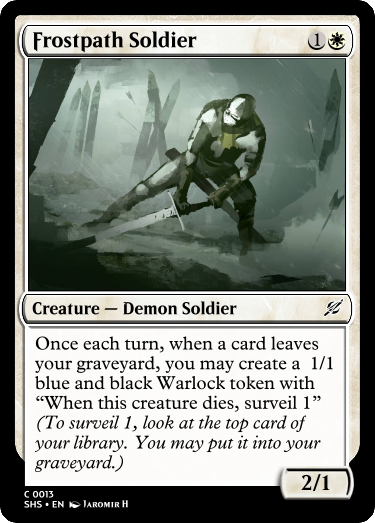 Frostpath Soldier 1
Creature — Demon Soldier
Once each turn, when a card leaves
your graveyard, you may create a 1/1
blue and black Warlock token with
“When this creature dies, surveil 1”
(To surveil 1, look at the top card of
your library. You may put it into your
graveyard.)
2/1
C 0013
SHS • EN Jaromir H